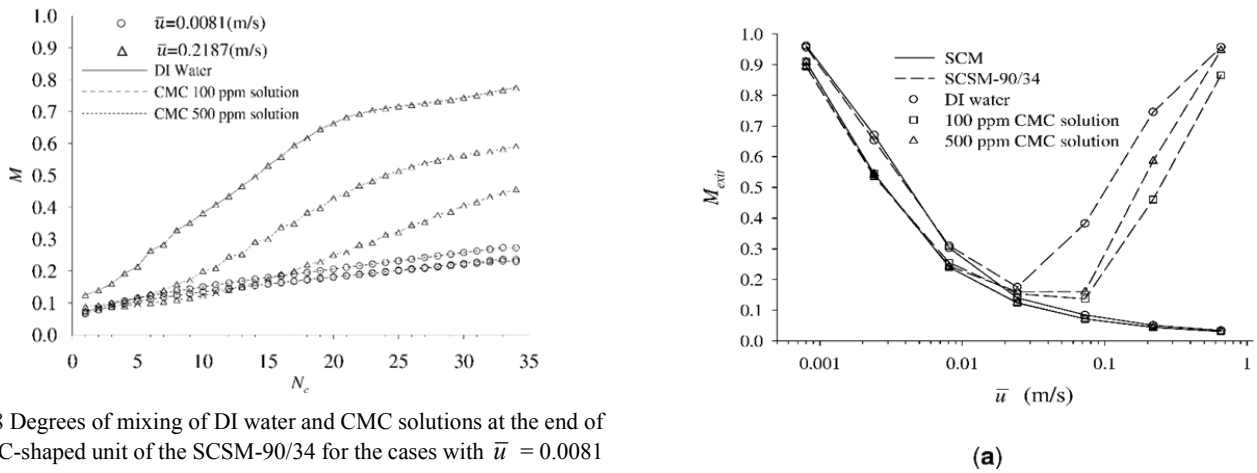 1.0
0.9
0.8
0.7
0.6
0.5
0.4
0.3
0.2
0.1
0.0
M
u̅=0.0081(m/s)
u̅=0.2187(m/s)
DI Water
CMC 100 ppm solution
CMC 500 ppm solution
0 5 10 15 20 25 30 35
N_c
Degrees of mixing of DI water and CMC solutions at the end of
C-shaped unit of the SCSM-90/34 for the cases with u̅ = 0.0081
1.0
0.9
0.8
0.7
0.6
0.5
0.4
0.3
0.2
0.1
0.0
M_exit
SCM
SCSM-90/34
DI water
100 ppm CMC solution
500 ppm CMC solution
0.001 0.01 0.1 1
u̅ (m/s)
(a)